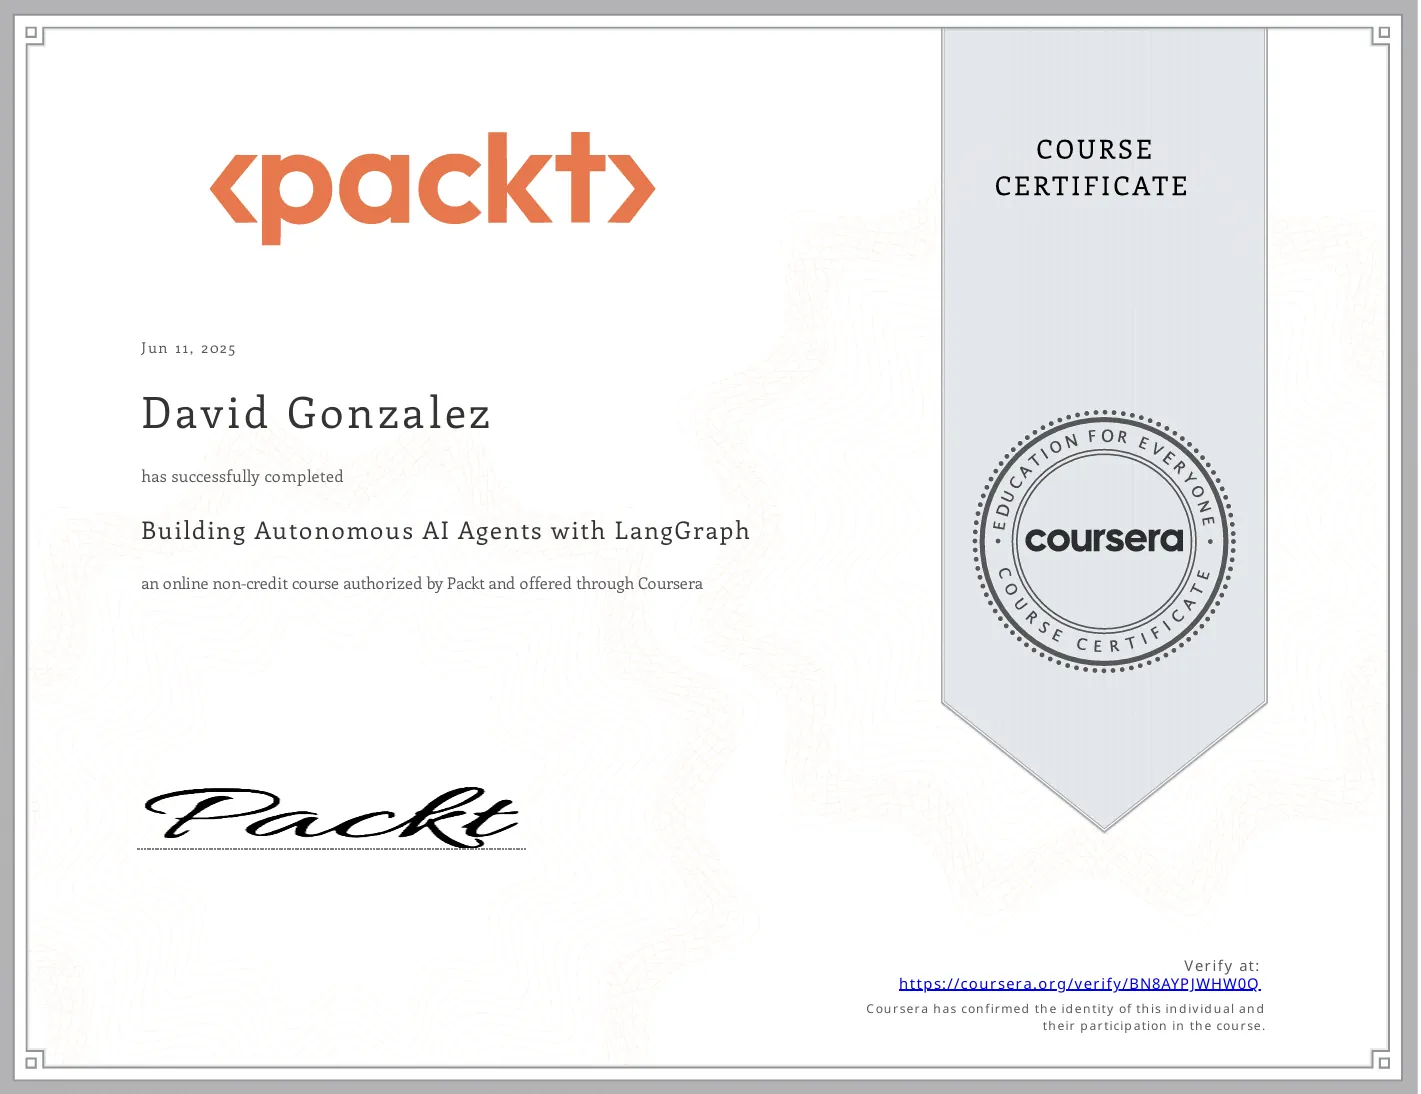 <packt>
COURSE
CERTIFICATE
Jun 11, 2025
David Gonzalez
has successfully completed
Building Autonomous AI Agents with LangGraph
an online non-credit course authorized by Packt and offered through Coursera
EDUCATION FOR EVERYONE
coursera
COURSE CERTIFICATE
Packt
Verify at:
https://coursera.org/verify/BN8AYPJWHW0Q
Coursera has confirmed the identity of this individual and
their participation in the course.